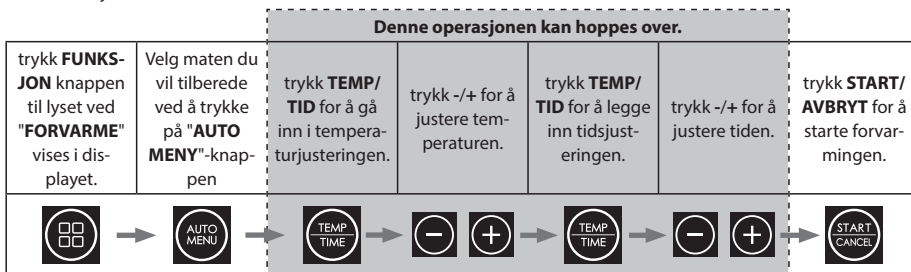 Denne operasjonen kan hoppes over.
trykk FUNKS-
JON knappen
til lyset ved
"FORVARME"
vises i dis-
playet.
Velg maten du
vil tilberede
ved å trykke
på "AUTO
MENY"-knap-
pen
trykk TEMP/
TID for å gå
inn i tempera-
turjusteringen.
trykk -/+ for å
justere tem-
peraturen.
trykk TEMP/
TID for å legge
inn tidsjust-
eringen.
trykk -/+ for å
justere tiden.
trykk START/
AVBRYT for å
starte forvar-
mingen.
AUTO
MENU
TEMP
TIME
- +
TEMP
TIME
- +
START
CANCEL